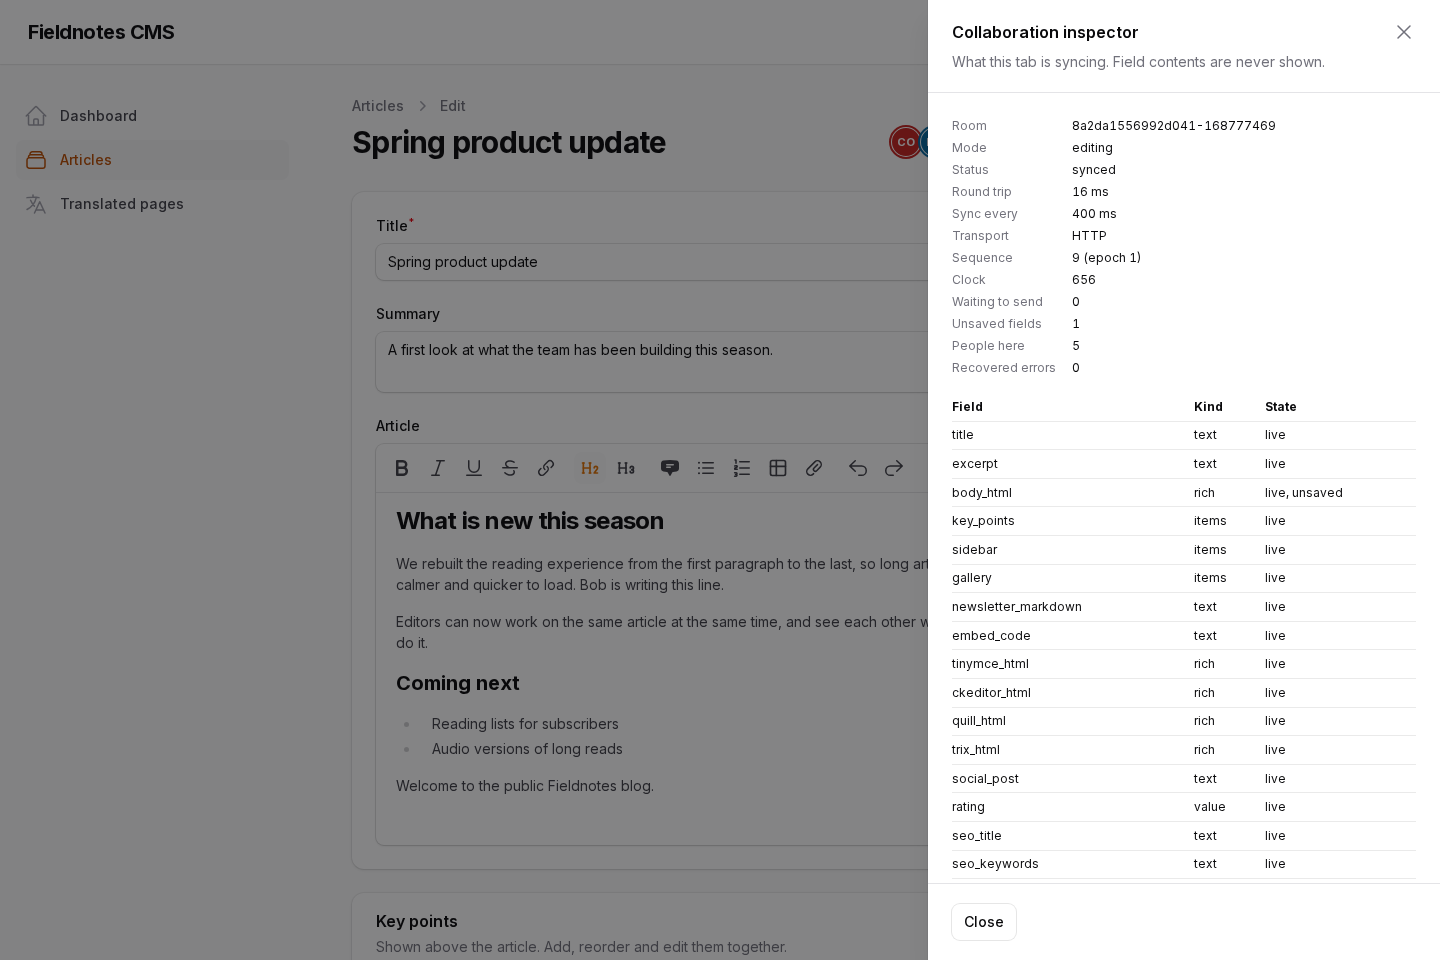 Fieldnotes CMS
Dashboard
Articles
Translated pages
Articles
Edit
Spring product update
CO
Title*
Spring product update
Summary
A first look at what the team has been building this season.
Article
H2
H3
What is new this season
We rebuilt the reading experience from the first paragraph to the last, so long
calmer and quicker to load. Bob is writing this line.
Editors can now work on the same article at the same time, and see each other
do it.
Coming next
Reading lists for subscribers
Audio versions of long reads
Welcome to the public Fieldnotes blog.
Key points
Shown above the article. Add, reorder and edit them together.
Collaboration inspector
What this tab is syncing. Field contents are never shown.
Room 8a2da1556992d041-168777469
Mode editing
Status synced
Round trip 16 ms
Sync every 400 ms
Transport HTTP
Sequence 9 (epoch 1)
Clock 656
Waiting to send 0
Unsaved fields 1
People here 5
Recovered errors 0
Field Kind State
title text live
excerpt text live
body_html rich live, unsaved
key_points items live
sidebar items live
gallery items live
newsletter_markdown text live
embed_code text live
tinymce_html rich live
ckeditor_html rich live
quill_html rich live
trix_html rich live
social_post text live
rating value live
seo_title text live
seo_keywords text live
Close